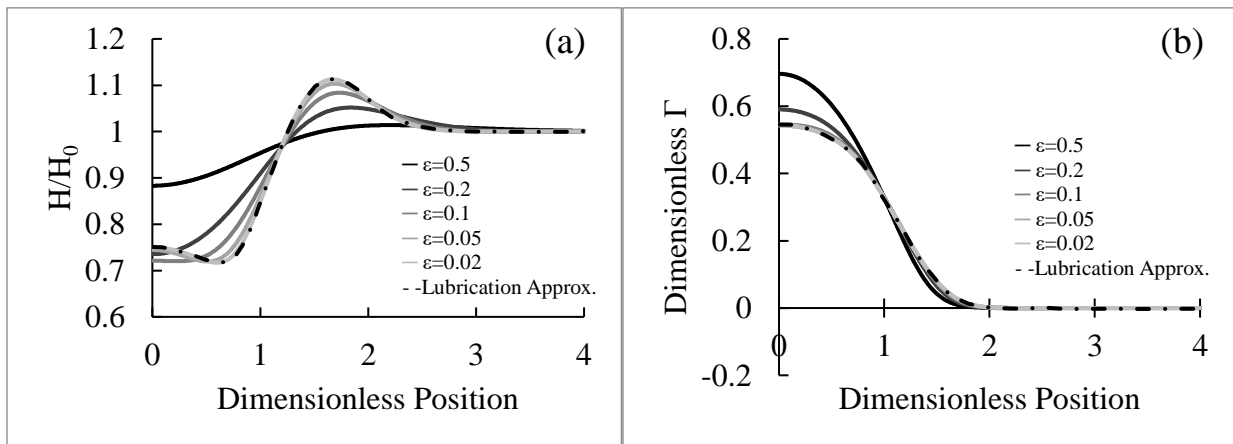 (a)
1.2
1.1
1
0.9
0.8
0.7
0.6
H/H0
0 1 2 3 4
Dimensionless Position
ε=0.5
ε=0.2
ε=0.1
ε=0.05
ε=0.02
Lubrication Approx.
(b)
0.8
0.6
0.4
0.2
0
-0.2
Dimensionless Γ
0 1 2 3 4
Dimensionless Position
ε=0.5
ε=0.2
ε=0.1
ε=0.05
ε=0.02
Lubrication Approx.